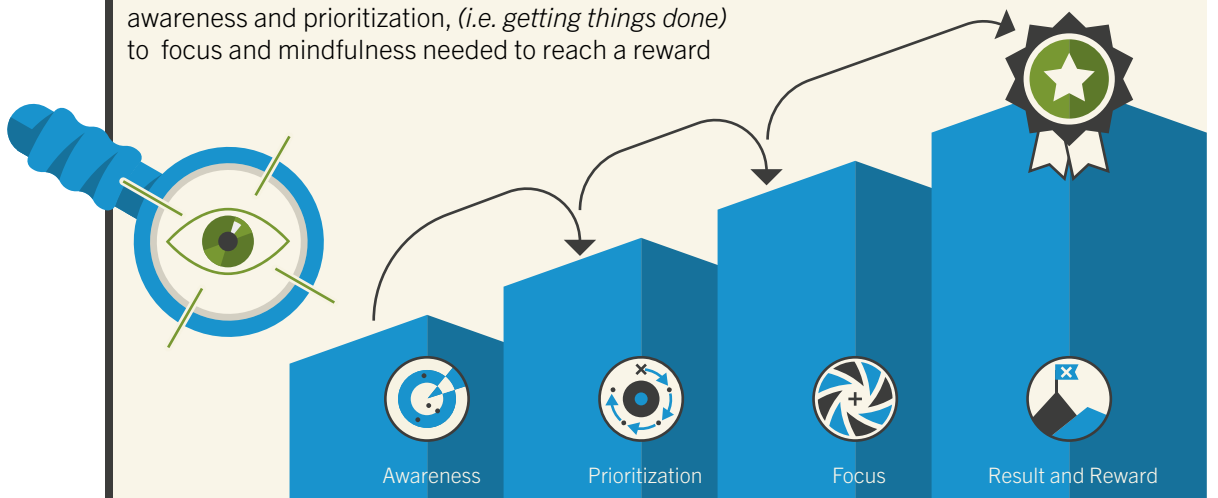 awareness and prioritization, (i.e. getting things done)
to focus and mindfulness needed to reach a reward
Awareness
Prioritization
Focus
Result and Reward